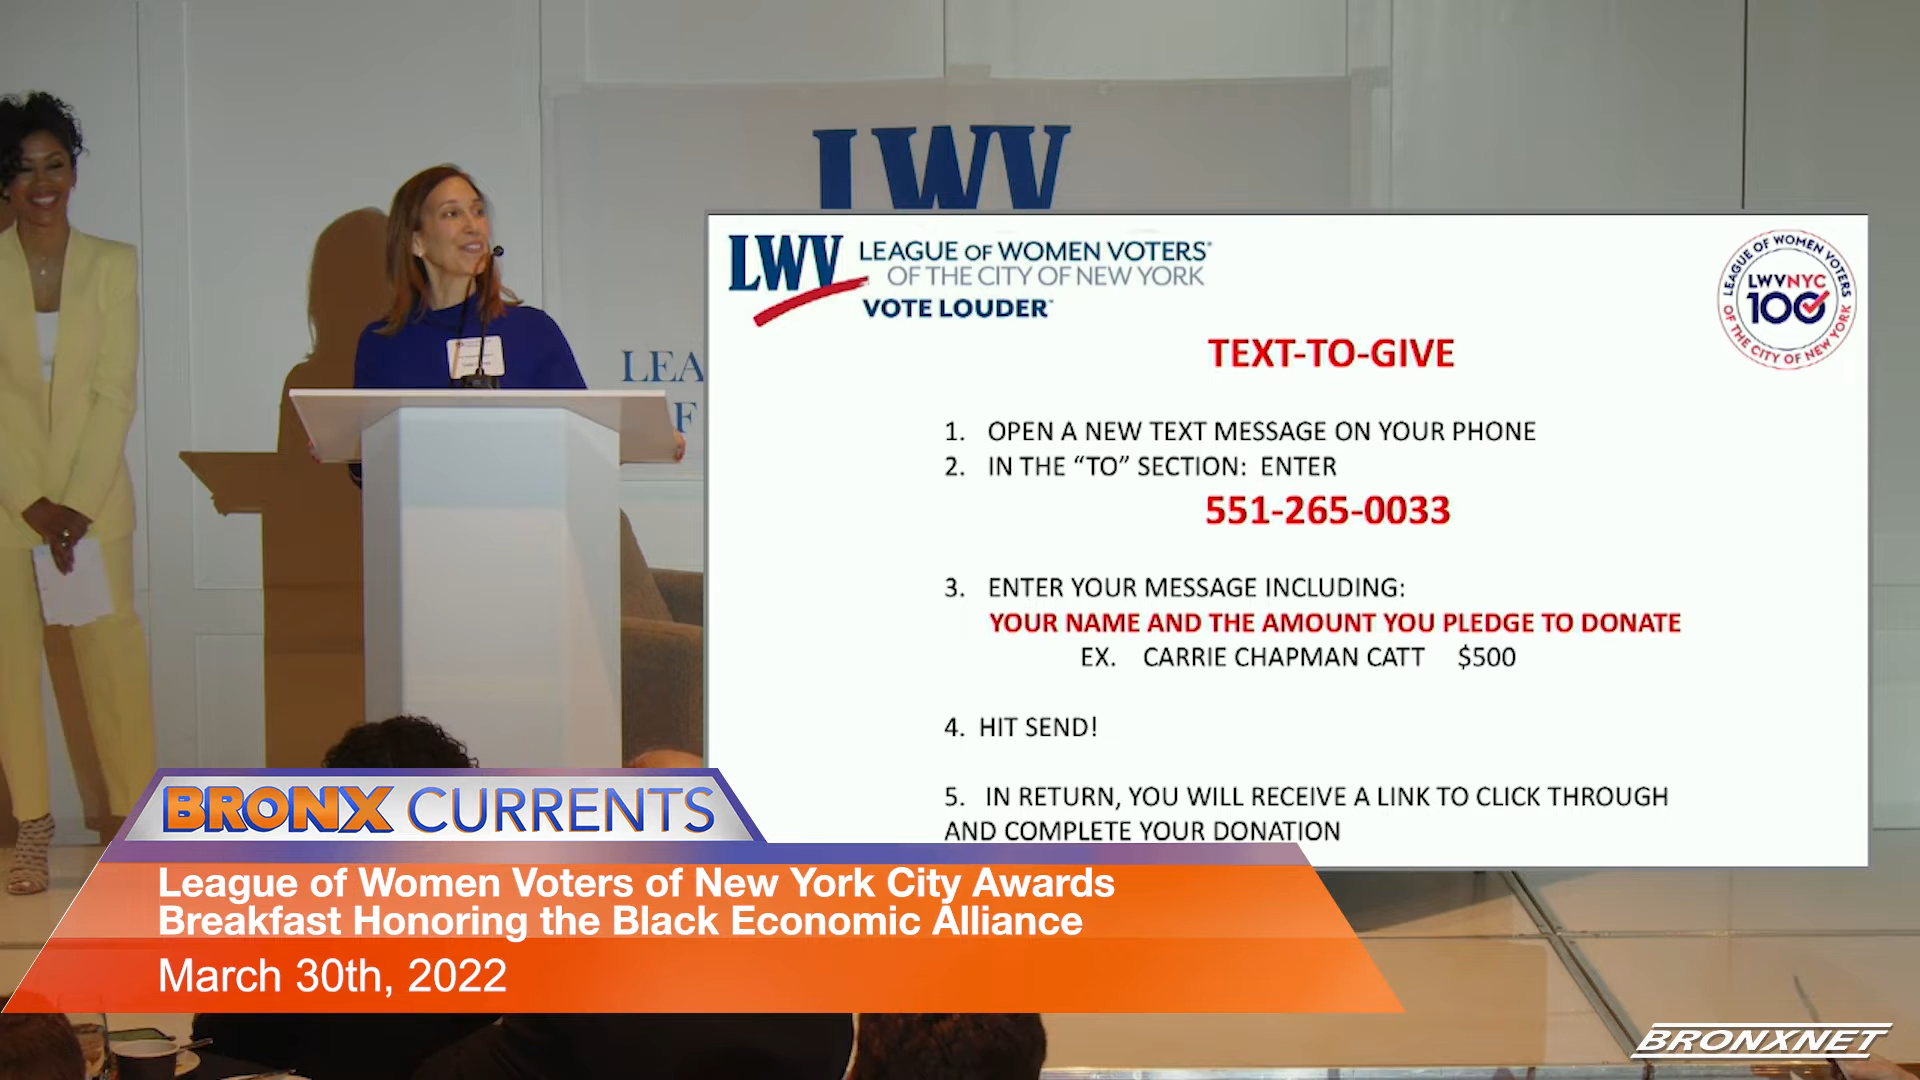 LWV
LEA
F
LWV LEAGUE OF WOMEN VOTERS®
OF THE CITY OF NEW YORK
VOTE LOUDER™
LEAGUE OF WOMEN VOTERS
LWVNYC
100
OF THE CITY OF NEW YORK
TEXT-TO-GIVE
1. OPEN A NEW TEXT MESSAGE ON YOUR PHONE
2. IN THE “TO” SECTION: ENTER
551-265-0033
3. ENTER YOUR MESSAGE INCLUDING:
YOUR NAME AND THE AMOUNT YOU PLEDGE TO DONATE
EX. CARRIE CHAPMAN CATT $500
4. HIT SEND!
5. IN RETURN, YOU WILL RECEIVE A LINK TO CLICK THROUGH
AND COMPLETE YOUR DONATION
BRONX CURRENTS
League of Women Voters of New York City Awards
Breakfast Honoring the Black Economic Alliance
March 30th, 2022
BRONXNET